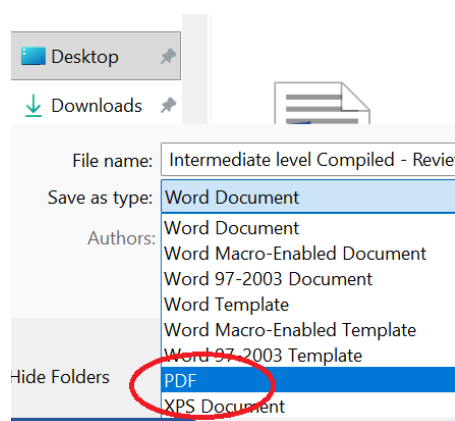 Desktop
Downloads
File name: Intermediate level Compiled - Revie
Save as type: Word Document
Authors:
Word Document
Word Macro-Enabled Document
Word 97-2003 Document
Word Template
Word Macro-Enabled Template
Word 97-2003 Template
Hide Folders
PDF
XPS Document